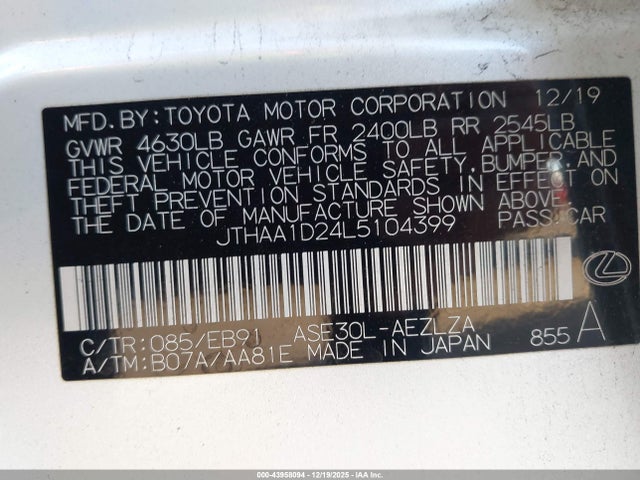 MFD. BY: TOYOTA MOTOR CORPORATION 12/19
GVWR 4630LB GAWR FR 2400LB RR 2545LB
THIS VEHICLE CONFORMS TO ALL APPLICABLE
FEDERAL MOTOR VEHICLE SAFETY, BUMPER, AND
THEFT PREVENTION STANDARDS IN EFFECT ON
THE DATE OF MANUFACTURE SHOWN ABOVE.
JTHAA1D24L5104399 PASS. CAR
C/TR: 085/EB91 ASE30L-AEZLZA
A/TM: B07A/AA81E MADE IN JAPAN 855 A
000-43958094 12/19/2025 IAA, Inc.